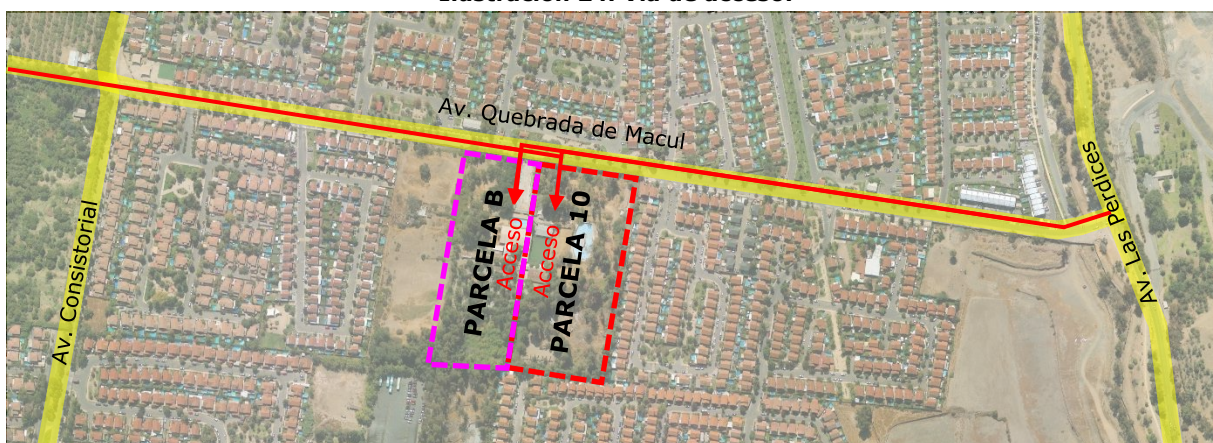 Av. Quebrada de Macul
Av. Consistorial
PARCELA B
Acceso
Acceso
PARCELA 10
Av. Las Perdices